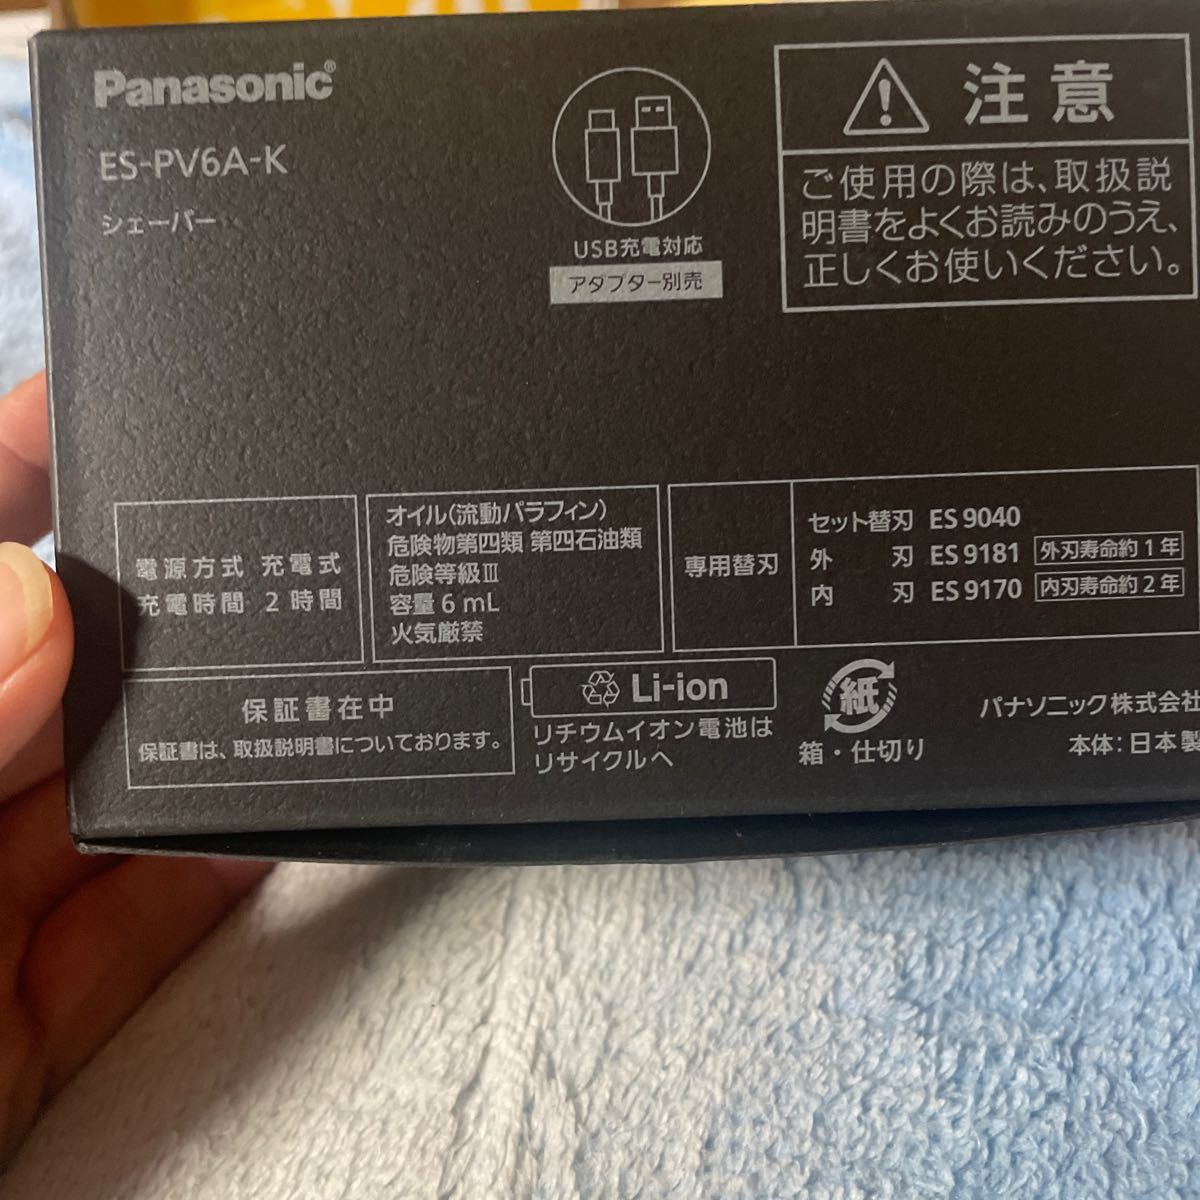 Panasonic®
ES-PV6A-K
シェーバー
USB充電対応
アダプター別売
注意
ご使用の際は、取扱説
明書をよくお読みのうえ、
正しくお使いください。
電源方式 充電式
充電時間 2時間
オイル(流動パラフィン)
危険物第四類 第四石油類
危険等級Ⅲ
容量6mL
火気厳禁
専用替刃
セット替刃 ES9040
外 刃 ES9181 外刃寿命約1年
内 刃 ES9170 内刃寿命約2年
保証書在中
保証書は、取扱説明書についております。
Li-ion
リチウムイオン電池は
リサイクルへ
紙
箱・仕切り
パナソニック株式会社
本体:日本製